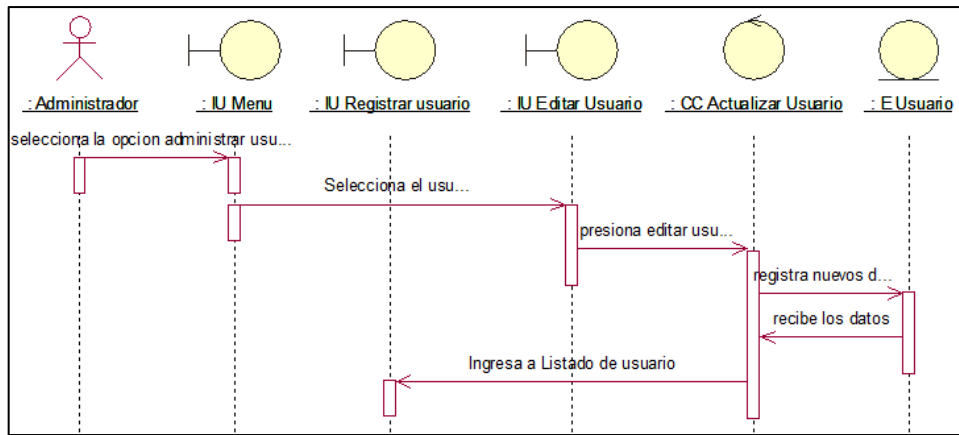 : Administrador
: IU Menu
: IU Registrar usuario
: IU Editar Usuario
: CC Actualizar Usuario
: E Usuario
selecciona la opcion administrar usu...
Selecciona el usu...
presiona editar usu...
registra nuevos d...
recibe los datos
Ingresa a Listado de usuario